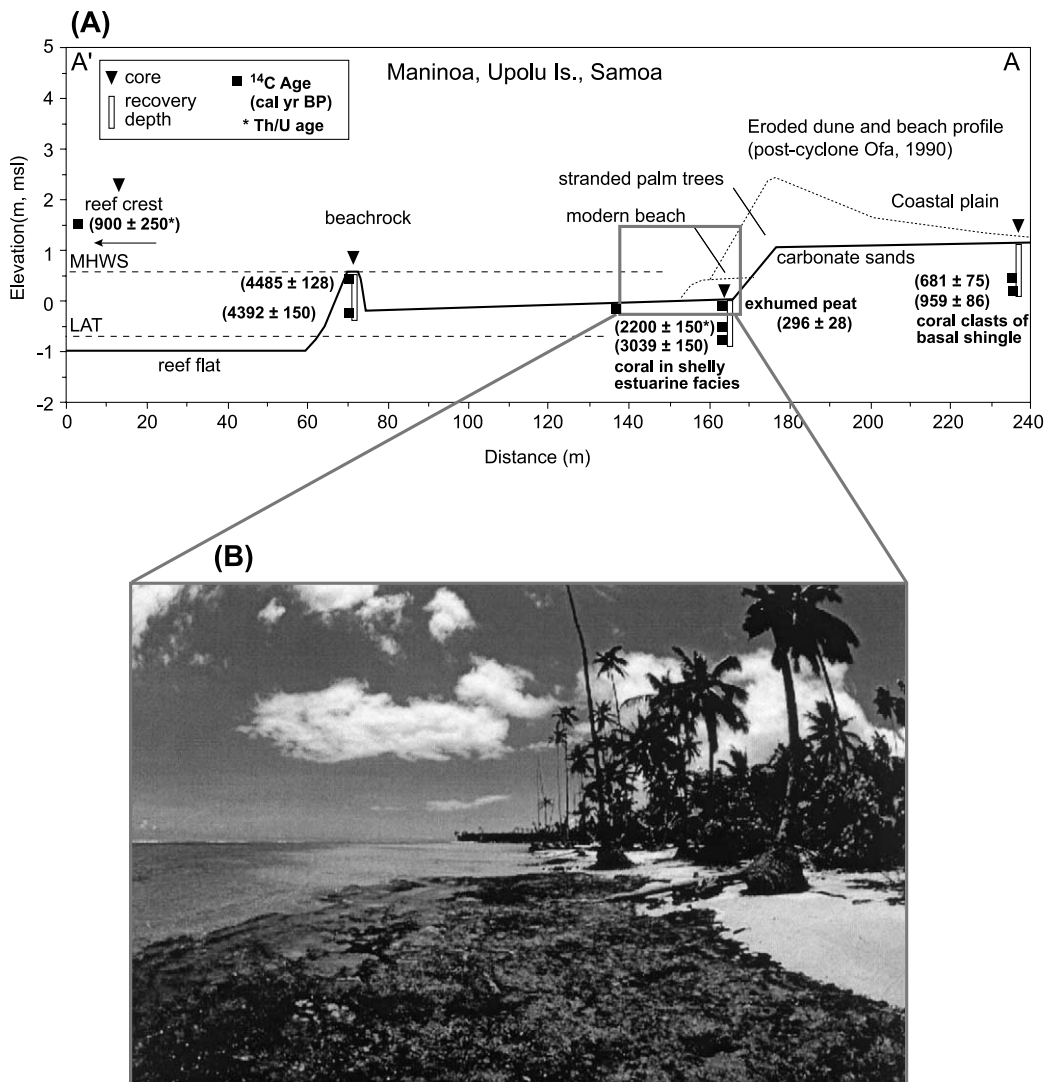 (A)
5
4
3
2
1
0
-1
-2
Elevation(m, msl)
A'
A
Maninoa, Upolu Is., Samoa
core
recovery
depth
¹⁴C Age
(cal yr BP)
* Th/U age
Eroded dune and beach profile
(post-cyclone Ofa, 1990)
stranded palm trees
modern beach
Coastal plain
reef crest
(900 ± 250*)
beachrock
MHWS
carbonate sands
(4485 ± 128)
(4392 ± 150)
LAT
reef flat
exhumed peat
(296 ± 28)
(2200 ± 150*)
(3039 ± 150)
coral in shelly
estuarine facies
(681 ± 75)
(959 ± 86)
coral clasts of
basal shingle
0 20 40 60 80 100 120 140 160 180 200 220 240
Distance (m)
(B)